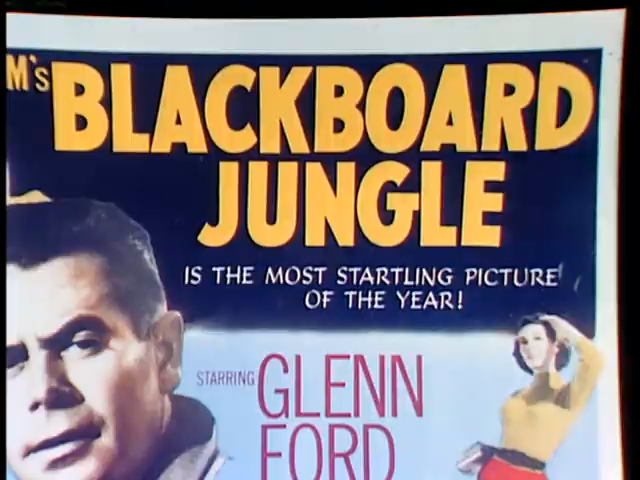 M's BLACKBOARD
JUNGLE
IS THE MOST STARTLING PICTURE
OF THE YEAR!
STARRING GLENN
FORD